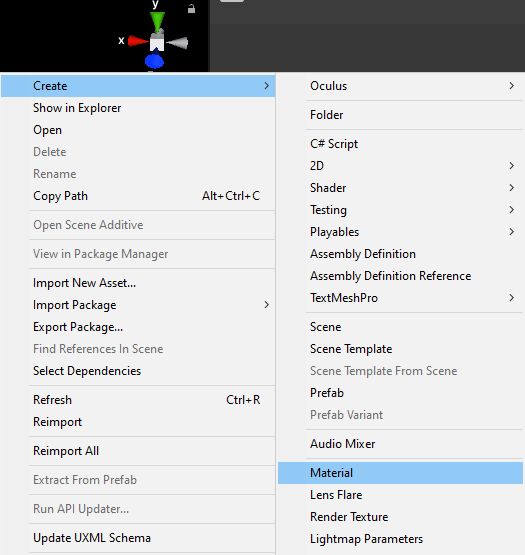 y
x
Create
Show in Explorer
Open
Delete
Rename
Copy Path Alt+Ctrl+C
Open Scene Additive
View in Package Manager
Import New Asset...
Import Package
Export Package...
Find References In Scene
Select Dependencies
Refresh Ctrl+R
Reimport
Reimport All
Extract From Prefab
Run API Updater...
Update UXML Schema
Oculus
Folder
C# Script
2D
Shader
Testing
Playables
Assembly Definition
Assembly Definition Reference
TextMeshPro
Scene
Scene Template
Scene Template From Scene
Prefab
Prefab Variant
Audio Mixer
Material
Lens Flare
Render Texture
Lightmap Parameters